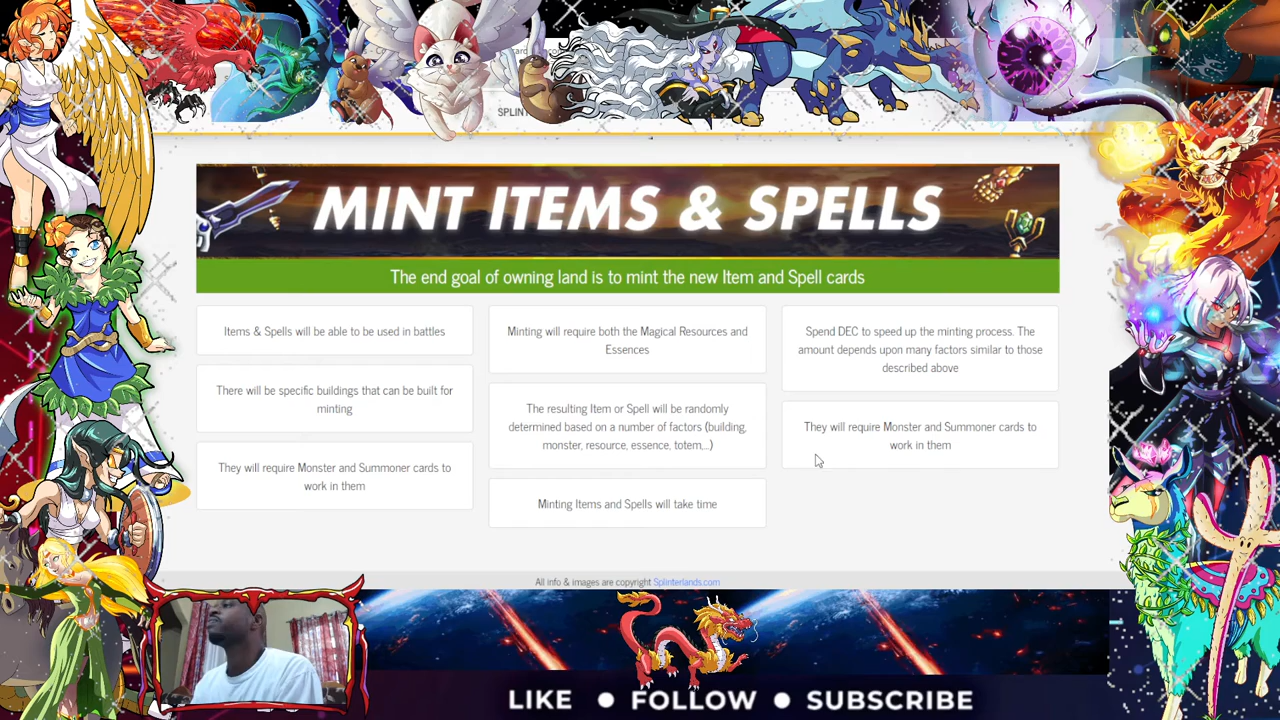 SPLINT
MINT ITEMS & SPELLS
The end goal of owning land is to mint the new Item and Spell cards
Items & Spells will be able to be used in battles
There will be specific buildings that can be built for
minting
They will require Monster and Summoner cards to
work in them
Minting will require both the Magical Resources and
Essences
The resulting Item or Spell will be randomly
determined based on a number of factors (building,
monster, resource, essence, totem...)
Minting Items and Spells will take time
Spend DEC to speed up the minting process. The
amount depends upon many factors similar to those
described above
They will require Monster and Summoner cards to
work in them
All info & images are copyright Splinterlands.com
LIKE ● FOLLOW ● SUBSCRIBE